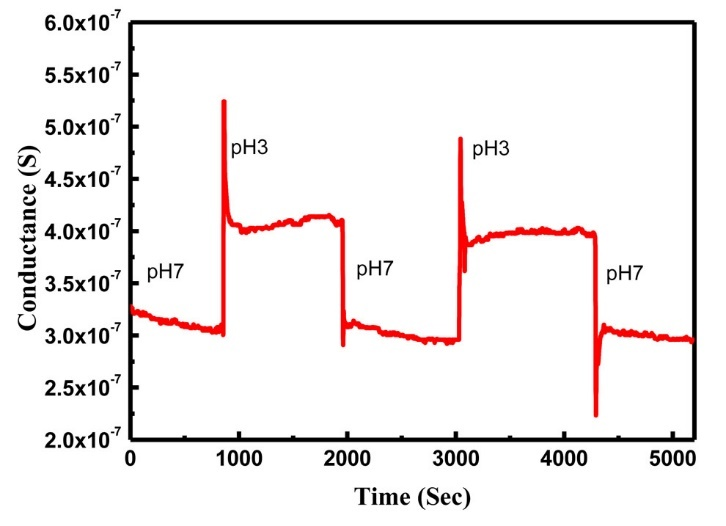 6.0x10⁻⁷
5.5x10⁻⁷
5.0x10⁻⁷
4.5x10⁻⁷
4.0x10⁻⁷
3.5x10⁻⁷
3.0x10⁻⁷
2.5x10⁻⁷
2.0x10⁻⁷
Conductance (S)
pH7
pH3
pH7
pH3
pH7
0 1000 2000 3000 4000 5000
Time (Sec)